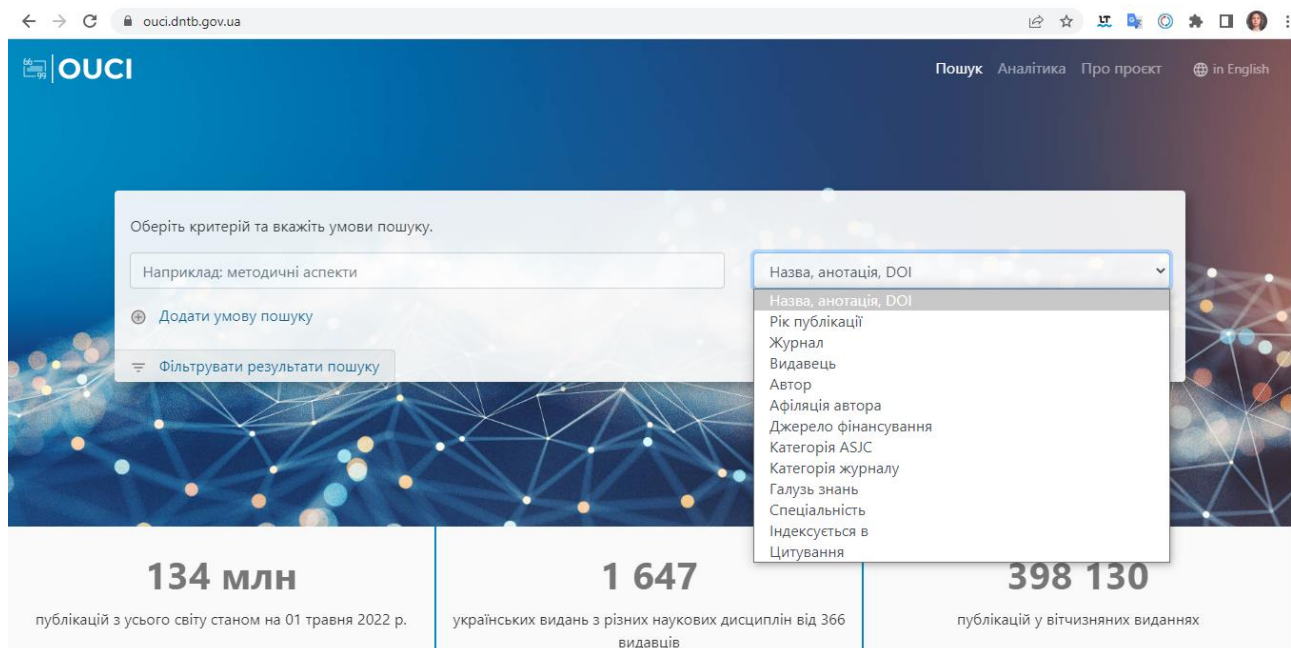 ouci.dntb.gov.ua
OUCI
Пошук Аналітика Про проєкт in English
Оберіть критерій та вкажіть умови пошуку.
Наприклад: методичні аспекти
Назва, анотація, DOI
Назва, анотація, DOI
Додати умову пошуку
Рік публікації
Журнал
Фільтрувати результати пошуку
Видавець
Автор
Афіляція автора
Джерело фінансування
Категорія ASJC
Категорія журналу
Галузь знань
Спеціальність
Індексується в
Цитування
134 млн
публікацій з усього світу станом на 01 травня 2022 р.
1 647
українських видань з різних наукових дисциплін від 366
видавців
398 130
публікацій у вітчизняних виданнях